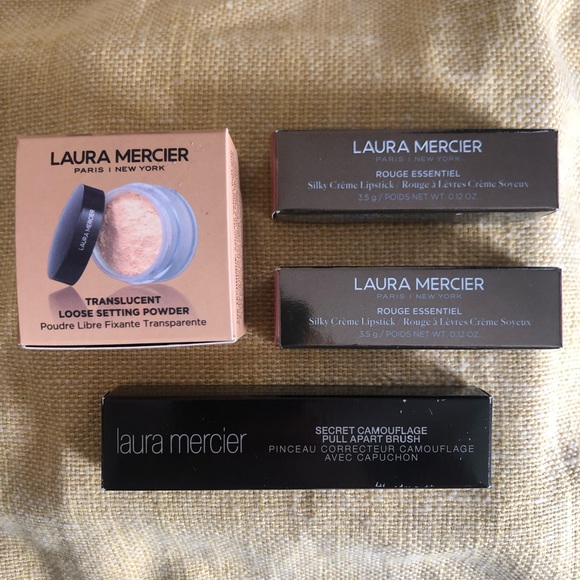 LAURA MERCIER
PARIS | NEW YORK
LAURA MERCIER
TRANSLUCENT
LOOSE SETTING POWDER
Poudre Libre Fixante Transparente
LAURA MERCIER
PARIS | NEW YORK
ROUGE ESSENTIEL
Silky Crème Lipstick / Rouge à Lèvres Crème Soyeux
3.5 g / POIDS NET WT. 0.12 OZ.
LAURA MERCIER
PARIS | NEW YORK
ROUGE ESSENTIEL
Silky Crème Lipstick / Rouge à Lèvres Crème Soyeux
3.5 g / POIDS NET WT. 0.12 OZ.
laura mercier
SECRET CAMOUFLAGE
PULL APART BRUSH
PINCEAU CORRECTEUR CAMOUFLAGE
AVEC CAPUCHON